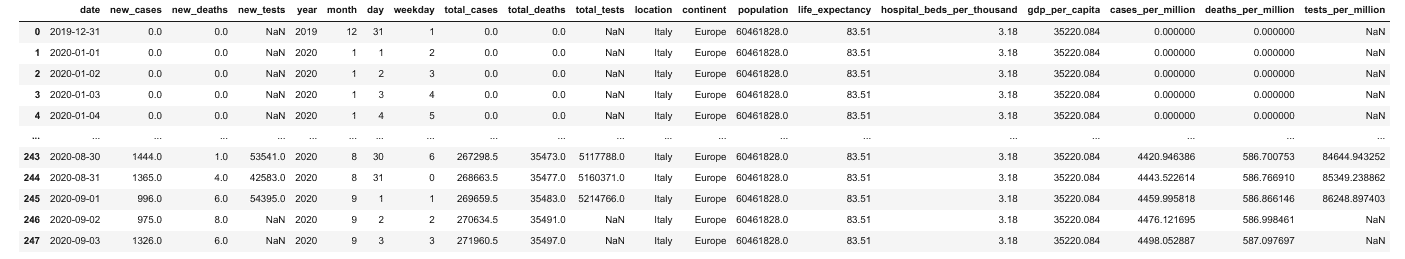 date new_cases new_deaths new_tests year month day weekday total_cases total_deaths total_tests location continent population life_expectancy hospital_beds_per_thousand gdp_per_capita cases_per_million deaths_per_million tests_per_million
0 2019-12-31 0.0 0.0 NaN 2019 12 31 1 0.0 0.0 NaN Italy Europe 60461828.0 83.51 3.18 35220.084 0.000000 0.000000 NaN
1 2020-01-01 0.0 0.0 NaN 2020 1 1 2 0.0 0.0 NaN Italy Europe 60461828.0 83.51 3.18 35220.084 0.000000 0.000000 NaN
2 2020-01-02 0.0 0.0 NaN 2020 1 2 3 0.0 0.0 NaN Italy Europe 60461828.0 83.51 3.18 35220.084 0.000000 0.000000 NaN
3 2020-01-03 0.0 0.0 NaN 2020 1 3 4 0.0 0.0 NaN Italy Europe 60461828.0 83.51 3.18 35220.084 0.000000 0.000000 NaN
4 2020-01-04 0.0 0.0 NaN 2020 1 4 5 0.0 0.0 NaN Italy Europe 60461828.0 83.51 3.18 35220.084 0.000000 0.000000 NaN
... ... ... ... ... ... ... ... ... ... ... ... ... ... ... ... ... ... ... ... ...
243 2020-08-30 1444.0 1.0 53541.0 2020 8 30 6 267298.5 35473.0 5117788.0 Italy Europe 60461828.0 83.51 3.18 35220.084 4420.946386 586.700753 84644.943252
244 2020-08-31 1365.0 4.0 42583.0 2020 8 31 0 268663.5 35477.0 5160371.0 Italy Europe 60461828.0 83.51 3.18 35220.084 4443.522614 586.766910 85349.238862
245 2020-09-01 996.0 6.0 54395.0 2020 9 1 1 269659.5 35483.0 5214766.0 Italy Europe 60461828.0 83.51 3.18 35220.084 4459.995818 586.866146 86248.897403
246 2020-09-02 975.0 8.0 NaN 2020 9 2 2 270634.5 35491.0 NaN Italy Europe 60461828.0 83.51 3.18 35220.084 4476.121695 586.998461 NaN
247 2020-09-03 1326.0 6.0 NaN 2020 9 3 3 271960.5 35497.0 NaN Italy Europe 60461828.0 83.51 3.18 35220.084 4498.052887 587.097697 NaN